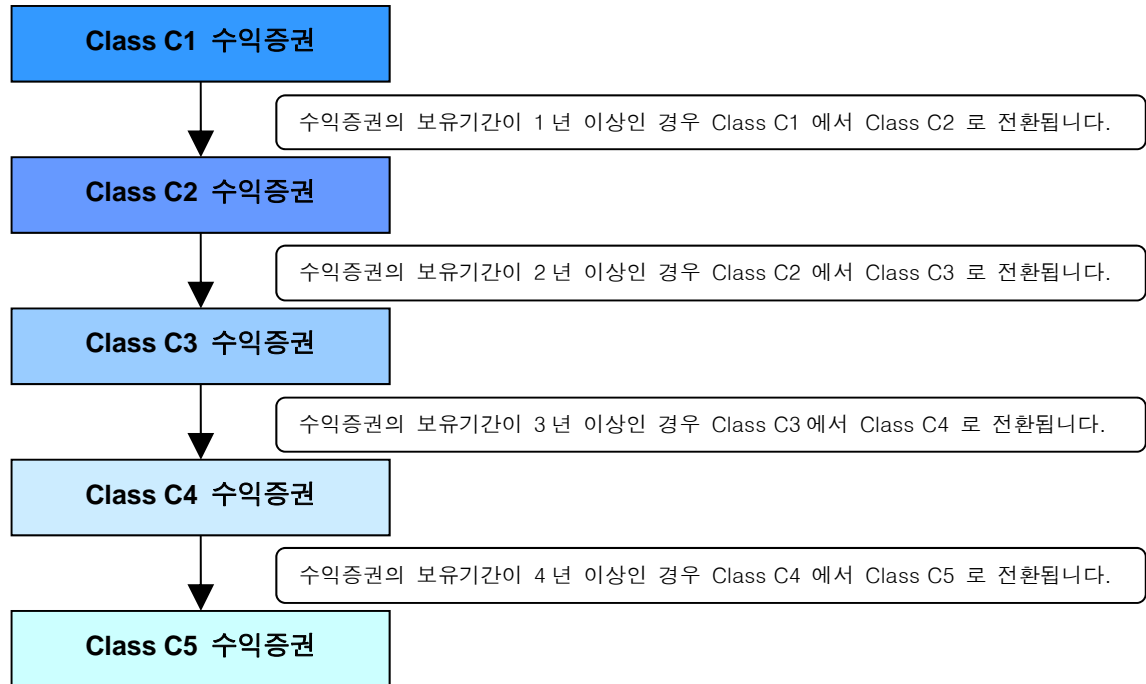 Class C1 수익증권
수익증권의 보유기간이 1년 이상인 경우 Class C1 에서 Class C2 로 전환됩니다.
Class C2 수익증권
수익증권의 보유기간이 2년 이상인 경우 Class C2 에서 Class C3 로 전환됩니다.
Class C3 수익증권
수익증권의 보유기간이 3년 이상인 경우 Class C3에서 Class C4 로 전환됩니다.
Class C4 수익증권
수익증권의 보유기간이 4년 이상인 경우 Class C4 에서 Class C5 로 전환됩니다.
Class C5 수익증권